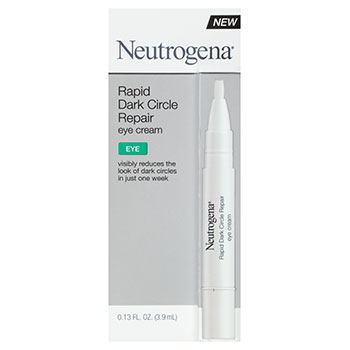 NEW
Neutrogena®
Rapid
Dark Circle
Repair
eye cream
EYE
visibly reduces the
look of dark circles
in just one week
Neutrogena®
Rapid Dark Circle Repair
eye cream
0.13 FL. OZ. (3.9 mL)